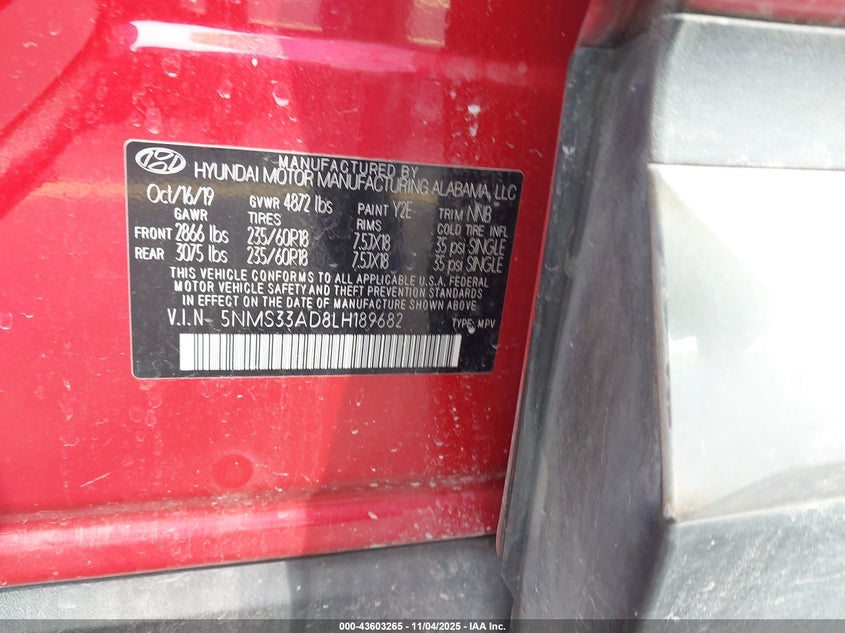 MANUFACTURED BY
HYUNDAI MOTOR MANUFACTURING ALABAMA, LLC
Oct/16/19 GVWR 4872 lbs PAINT Y2E TRIM NNB
GAWR TIRES RIMS COLD TIRE INFL
FRONT 2866 lbs 235/60R18 7.5JX18 35 psi SINGLE
REAR 3075 lbs 235/60R18 7.5JX18 35 psi SINGLE
THIS VEHICLE CONFORMS TO ALL APPLICABLE U.S.A. FEDERAL
MOTOR VEHICLE SAFETY AND THEFT PREVENTION STANDARDS
IN EFFECT ON THE DATE OF MANUFACTURE SHOWN ABOVE
V.I.N- 5NMS33AD8LH189682 TYPE: MPV
000-43603265 - 11/04/2025 - IAA Inc.